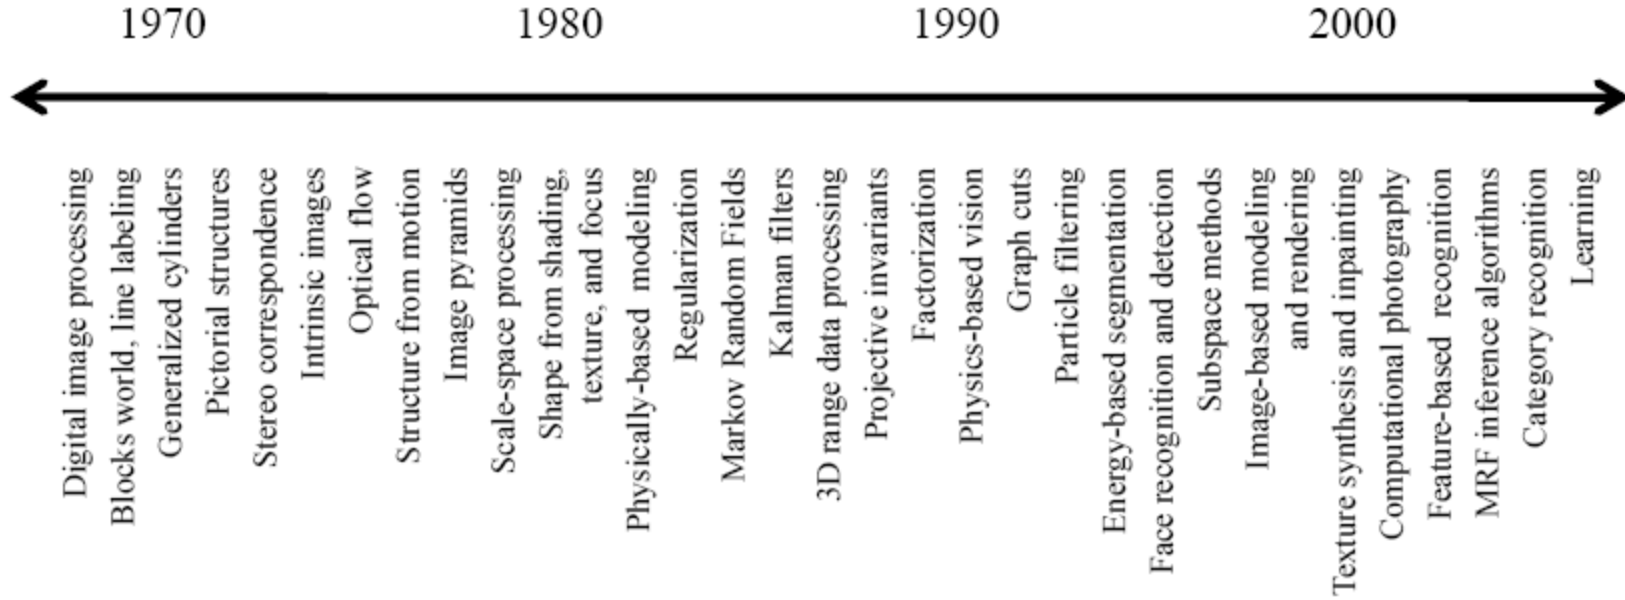 1970
1980
1990
2000
Digital image processing
Blocks world, line labeling
Generalized cylinders
Pictorial structures
Stereo correspondence
Intrinsic images
Optical flow
Structure from motion
Image pyramids
Scale-space processing
Shape from shading,
texture, and focus
Physically-based modeling
Regularization
Markov Random Fields
Kalman filters
3D range data processing
Projective invariants
Factorization
Physics-based vision
Graph cuts
Particle filtering
Energy-based segmentation
Face recognition and detection
Subspace methods
Image-based modeling
and rendering
Texture synthesis and inpainting
Computational photography
Feature-based recognition
MRF inference algorithms
Category recognition
Learning